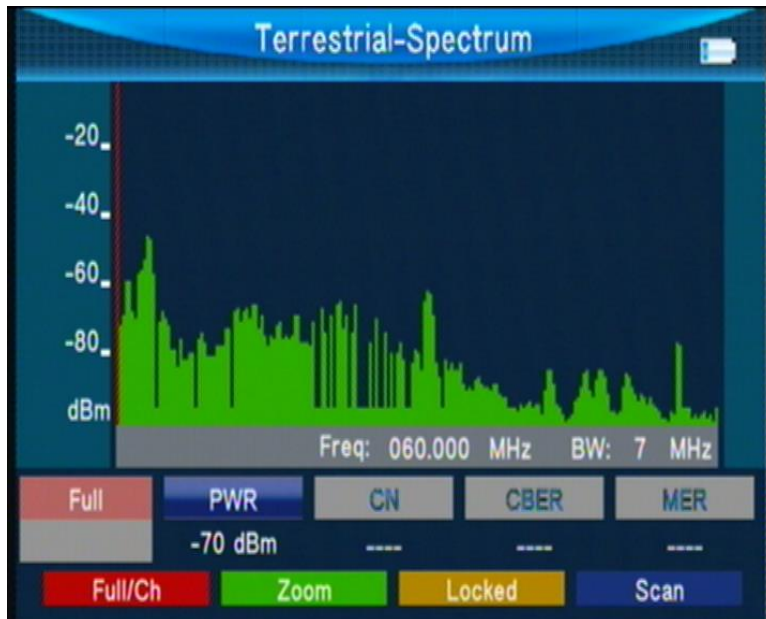 Terrestrial-Spectrum
-20
-40
-60
-80
dBm
Freq: 060.000 MHz BW: 7 MHz
Full PWR CN CBER MER
-70 dBm ---- ---- ----
Full/Ch Zoom Locked Scan